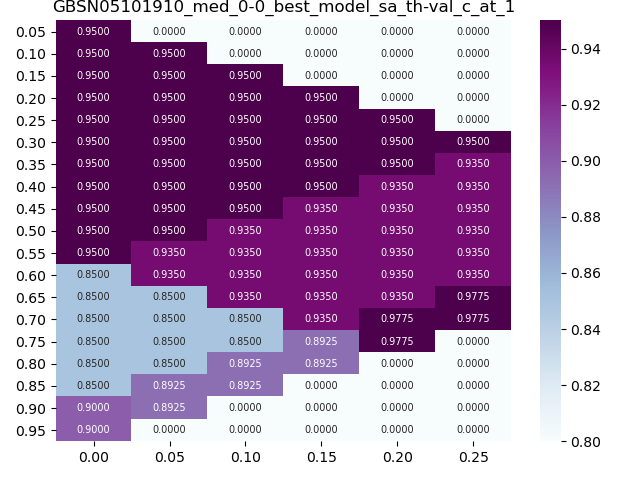 GBSN05101910_med_0-0_best_model_sa_th-val_c_at_1
0.05 0.9500 0.0000 0.0000 0.0000 0.0000 0.0000
0.10 0.9500 0.9500 0.0000 0.0000 0.0000 0.0000
0.15 0.9500 0.9500 0.9500 0.0000 0.0000 0.0000
0.20 0.9500 0.9500 0.9500 0.9500 0.0000 0.0000
0.25 0.9500 0.9500 0.9500 0.9500 0.9500 0.0000
0.30 0.9500 0.9500 0.9500 0.9500 0.9500 0.9500
0.35 0.9500 0.9500 0.9500 0.9500 0.9500 0.9350
0.40 0.9500 0.9500 0.9500 0.9500 0.9350 0.9350
0.45 0.9500 0.9500 0.9500 0.9350 0.9350 0.9350
0.50 0.9500 0.9500 0.9350 0.9350 0.9350 0.9350
0.55 0.9500 0.9350 0.9350 0.9350 0.9350 0.9350
0.60 0.8500 0.9350 0.9350 0.9350 0.9350 0.9350
0.65 0.8500 0.8500 0.9350 0.9350 0.9350 0.9775
0.70 0.8500 0.8500 0.8500 0.9350 0.9775 0.9775
0.75 0.8500 0.8500 0.8500 0.8925 0.9775 0.0000
0.80 0.8500 0.8500 0.8925 0.8925 0.0000 0.0000
0.85 0.8500 0.8925 0.8925 0.0000 0.0000 0.0000
0.90 0.9000 0.8925 0.0000 0.0000 0.0000 0.0000
0.95 0.9000 0.0000 0.0000 0.0000 0.0000 0.0000
0.00 0.05 0.10 0.15 0.20 0.25
0.94
0.92
0.90
0.88
0.86
0.84
0.82
0.80